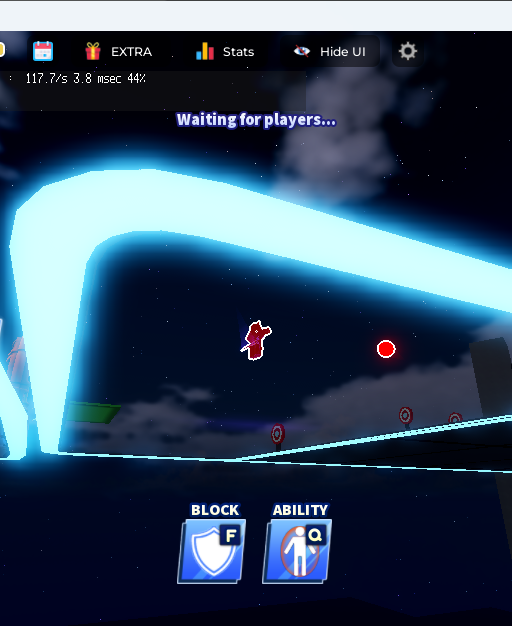 EXTRA Stats Hide UI
: 117.7/s 3.8 msec 44%
Waiting for players...
BLOCK ABILITY
F Q